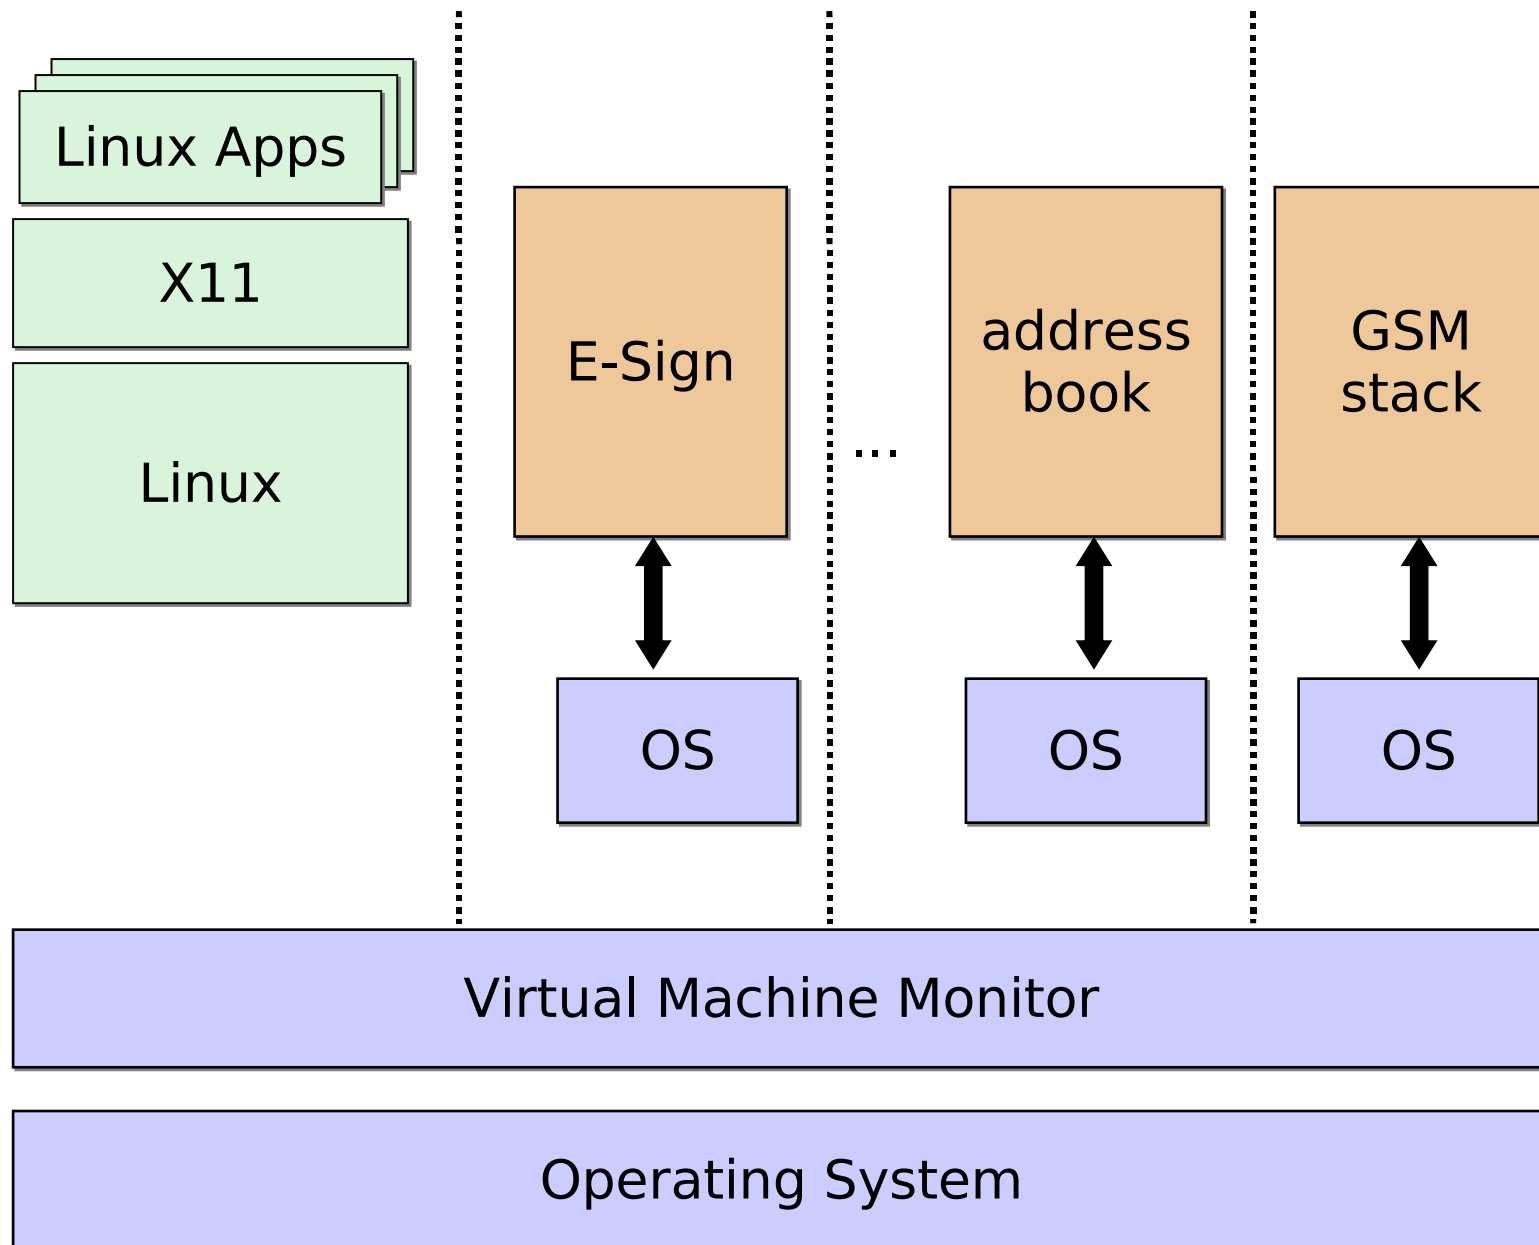 Linux Apps
X11
Linux
E-Sign
...
address
book
GSM
stack
OS
OS
OS
Virtual Machine Monitor
Operating System